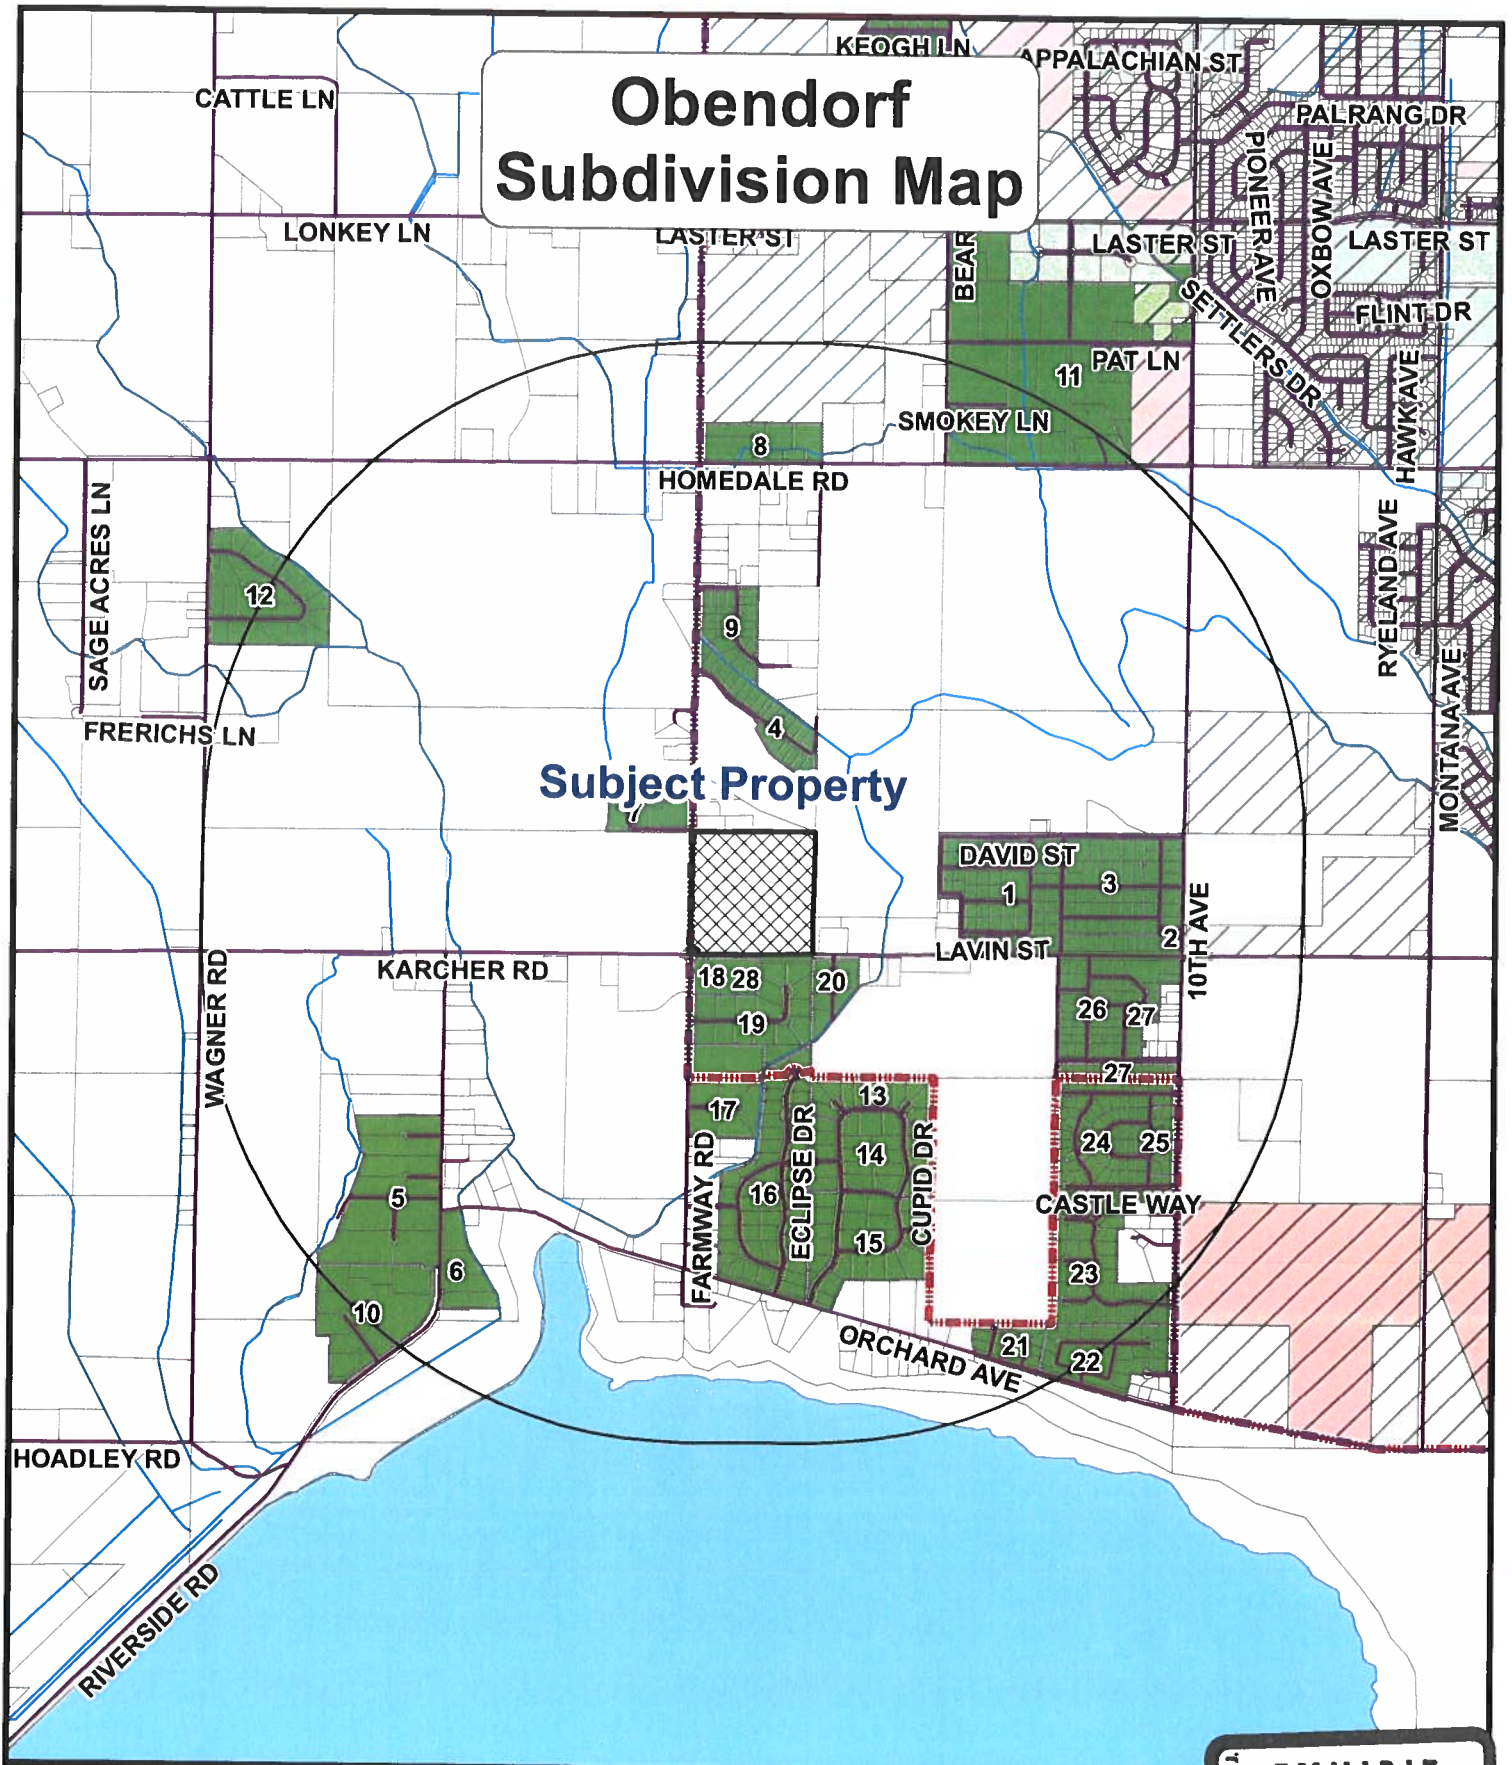 KEOGH LN
APPALACHIAN ST
Obendorf
Subdivision Map
CATTLE LN
PALRANG DR
PIONEER AVE
OXBOW AVE
LONKEY LN
LASTER ST
BEAR
LASTER ST
LASTER ST
SETTLERS DR
FLINT DR
PAT LN
11
HAWK AVE
SMOKEY LN
8
HOMEDALE RD
SAGE ACRES LN
RYELAND AVE
12
9
MONTANA AVE
4
FRERICHS LN
Subject Property
7
DAVID ST
1
3
10TH AVE
2
LAVIN ST
WAGNER RD
KARCHER RD
18 28
20
19
26
27
27
17
13
FARMWAY RD
ECLIPSE DR
CUPID DR
14
24
25
16
5
CASTLE WAY
15
6
23
10
ORCHARD AVE
21
22
HOADLEY RD
RIVERSIDE RD